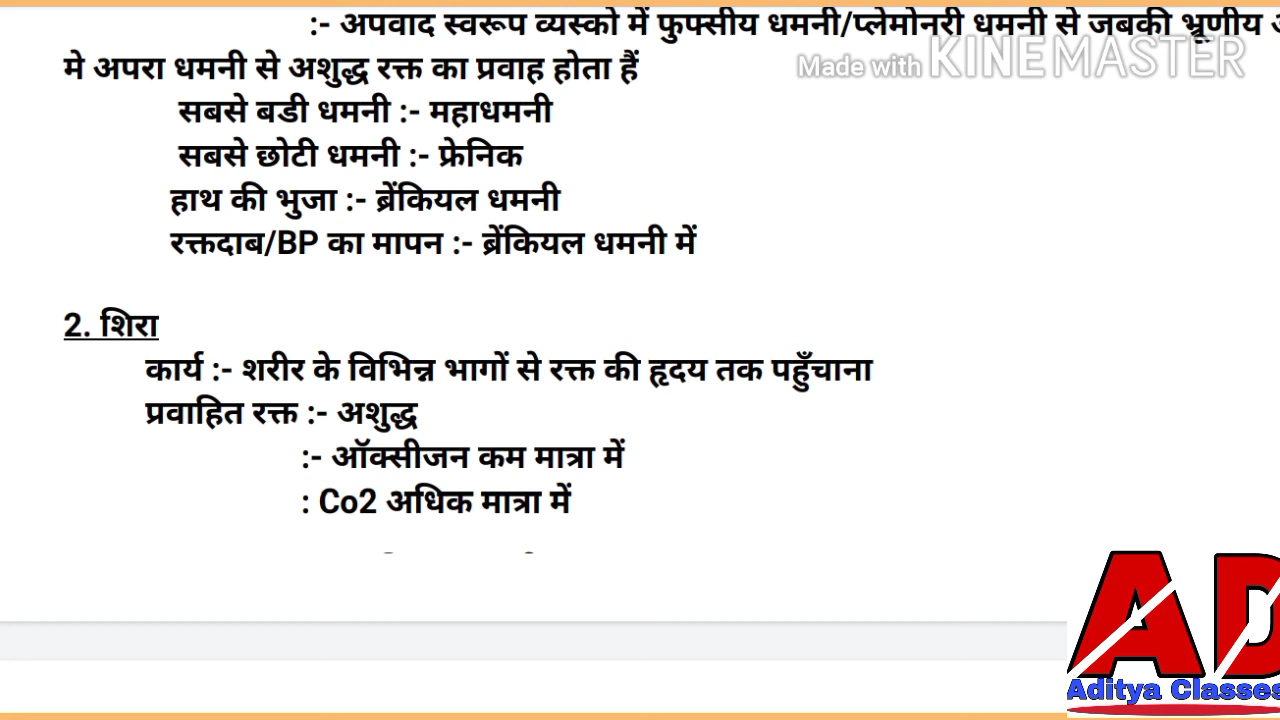 :- अपवाद स्वरूप व्यस्को में फुफ्सीय धमनी/प्लेमोनरी धमनी से जबकी भ्रूणीय
मे अपरा धमनी से अशुद्ध रक्त का प्रवाह होता हैं
Made with KINEMASTER
सबसे बडी धमनी :- महाधमनी
सबसे छोटी धमनी :- फ्रेनिक
हाथ की भुजा :- ब्रेंकियल धमनी
रक्तदाब/BP का मापन :- ब्रेंकियल धमनी में
2. शिरा
कार्य :- शरीर के विभिन्न भागों से रक्त की हृदय तक पहुँचाना
प्रवाहित रक्त :- अशुद्ध
:- ऑक्सीजन कम मात्रा में
: Co2 अधिक मात्रा में
AD
Aditya Classes